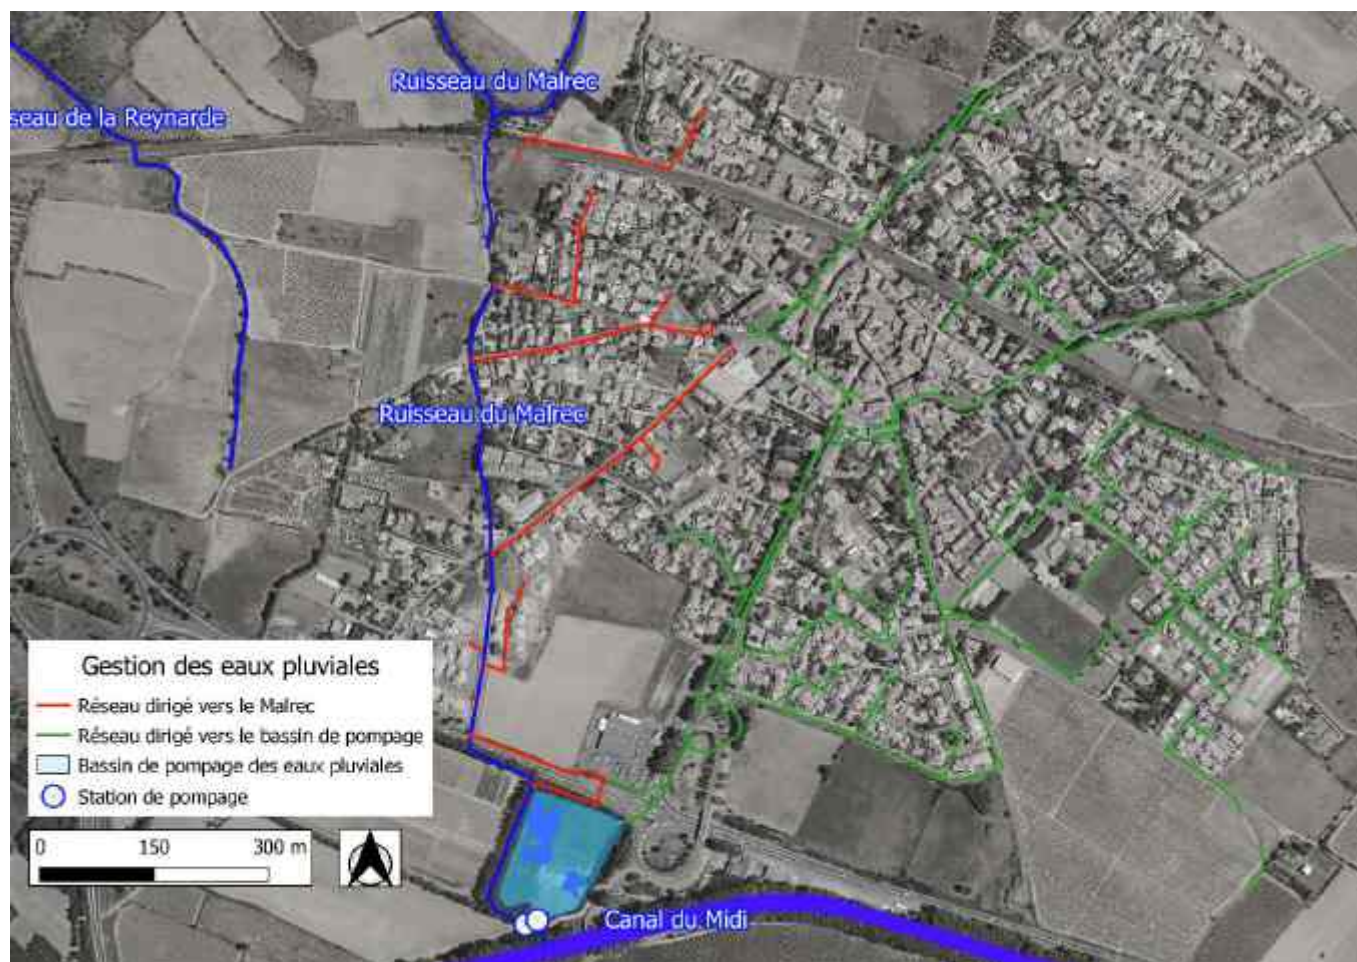 Ruisseau du Malrec
seau de la Reynarde
Ruisseau du Malrec
Gestion des eaux pluviales
Réseau dirigé vers le Malrec
Réseau dirigé vers le bassin de pompage
Bassin de pompage des eaux pluviales
Station de pompage
0 150 300 m
Canal du Midi